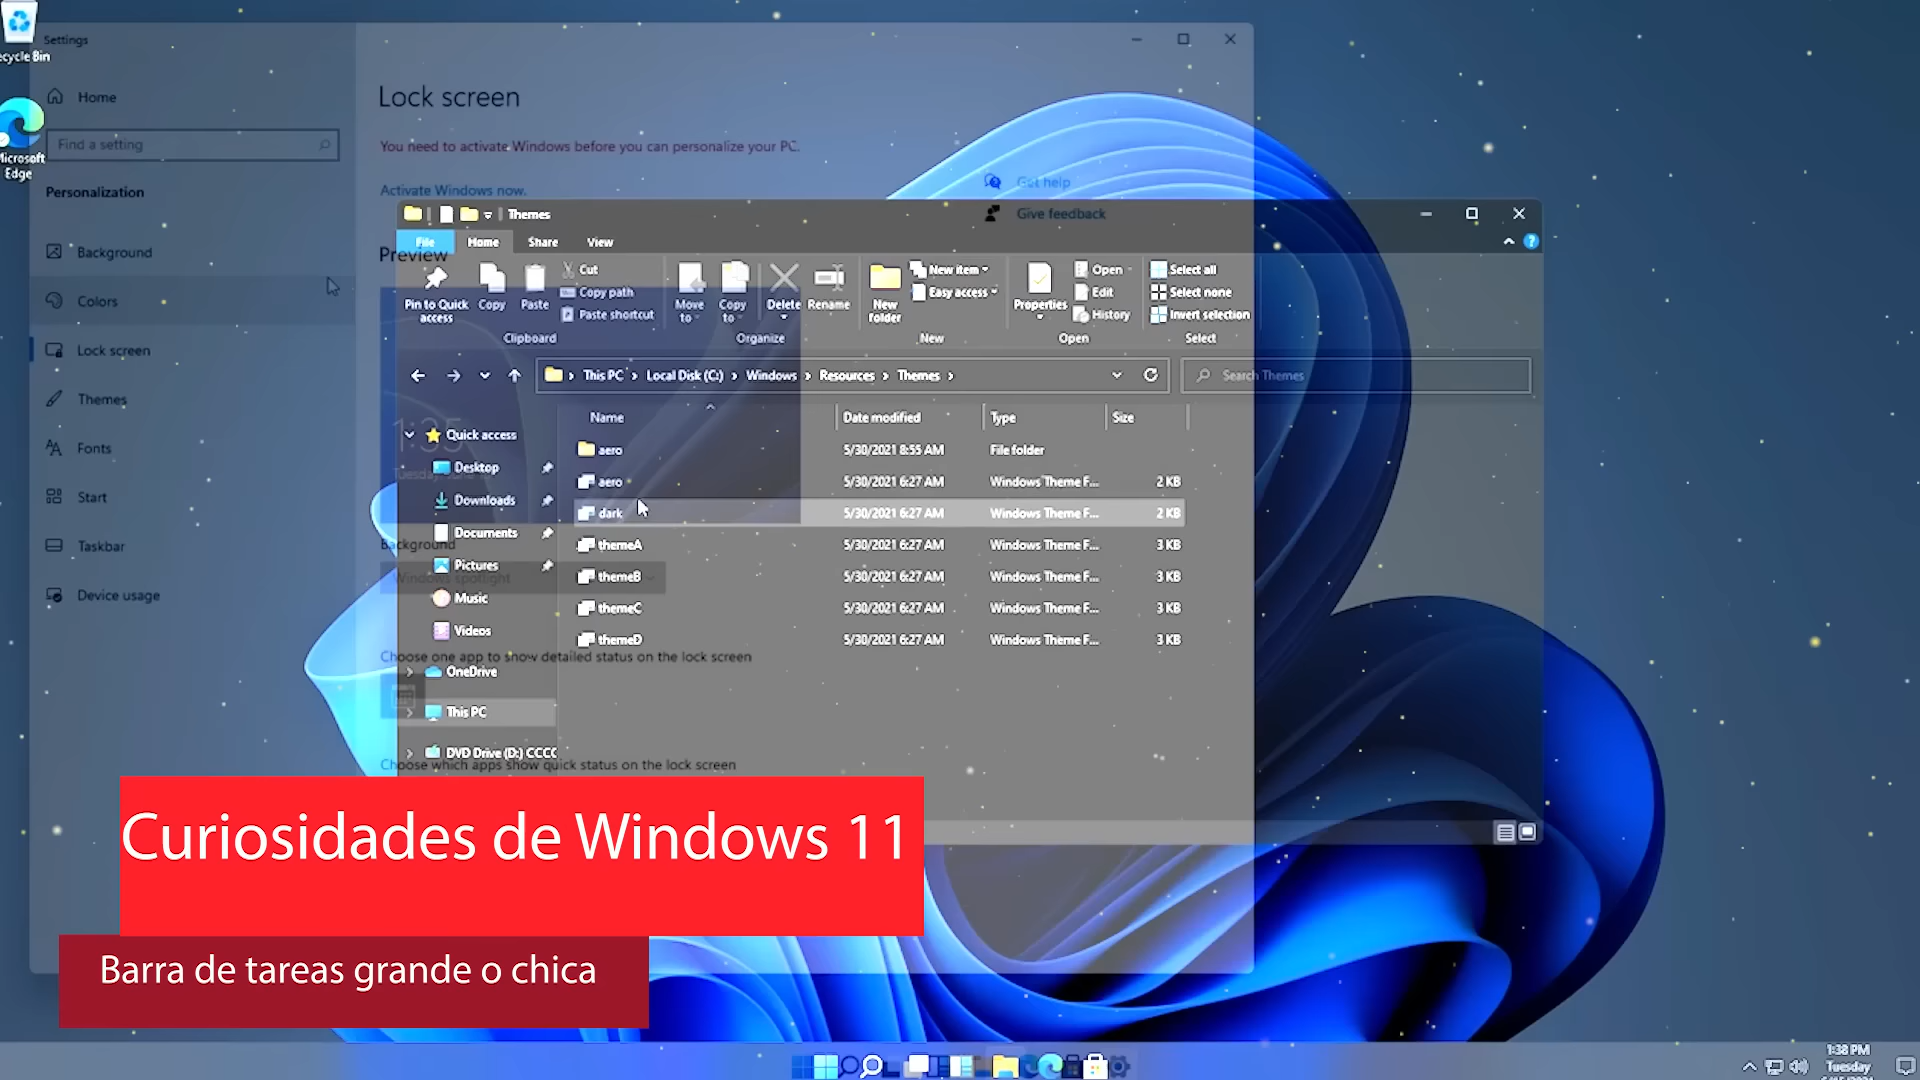 Recycle Bin
Microsoft
Edge
Settings
Home
Find a setting
Personalization
Background
Colors
Lock screen
Themes
Fonts
Start
Taskbar
Device usage
Lock screen
You need to activate Windows before you can personalize your PC.
Activate Windows now.
Get help
Give feedback
Preview
1:35
Tuesday, June
Background
Windows spotlight
Choose one app to show detailed status on the lock screen
Choose which apps show quick status on the lock screen
Themes
File Home Share View
Pin to Quick
access
Copy
Paste
Cut
Copy path
Paste shortcut
Clipboard
Move
to
Copy
to
Delete
Rename
Organize
New
folder
New item
Easy access
New
Properties
Open
Edit
History
Open
Select all
Select none
Invert selection
Select
This PC > Local Disk (C:) > Windows > Resources > Themes >
Search Themes
Name Date modified Type Size
aero 5/30/2021 8:55 AM File folder
aero 5/30/2021 6:27 AM Windows Theme F... 2 KB
dark 5/30/2021 6:27 AM Windows Theme F... 2 KB
themeA 5/30/2021 6:27 AM Windows Theme F... 3 KB
themeB 5/30/2021 6:27 AM Windows Theme F... 3 KB
themeC 5/30/2021 6:27 AM Windows Theme F... 3 KB
themeD 5/30/2021 6:27 AM Windows Theme F... 3 KB
Quick access
Desktop
Downloads
Documents
Pictures
Music
Videos
OneDrive
This PC
DVD Drive (D:) CCCC
Curiosidades de Windows 11
Barra de tareas grande o chica
1:38 PM
Tuesday